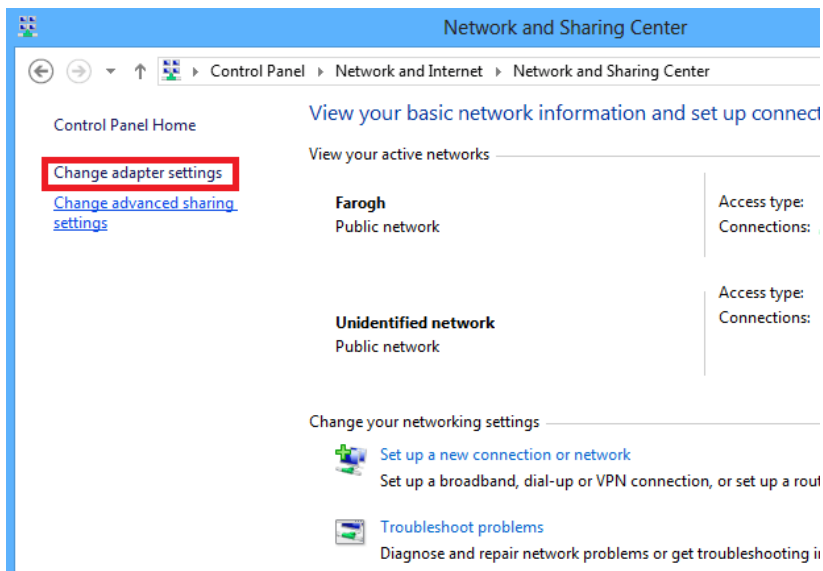 Network and Sharing Center
Control Panel Network and Internet Network and Sharing Center
Control Panel Home
Change adapter settings
Change advanced sharing
settings
View your basic network information and set up connect
View your active networks
Farogh
Public network
Access type:
Connections:
Unidentified network
Public network
Access type:
Connections:
Change your networking settings
Set up a new connection or network
Set up a broadband, dial-up or VPN connection, or set up a rout
Troubleshoot problems
Diagnose and repair network problems or get troubleshooting i